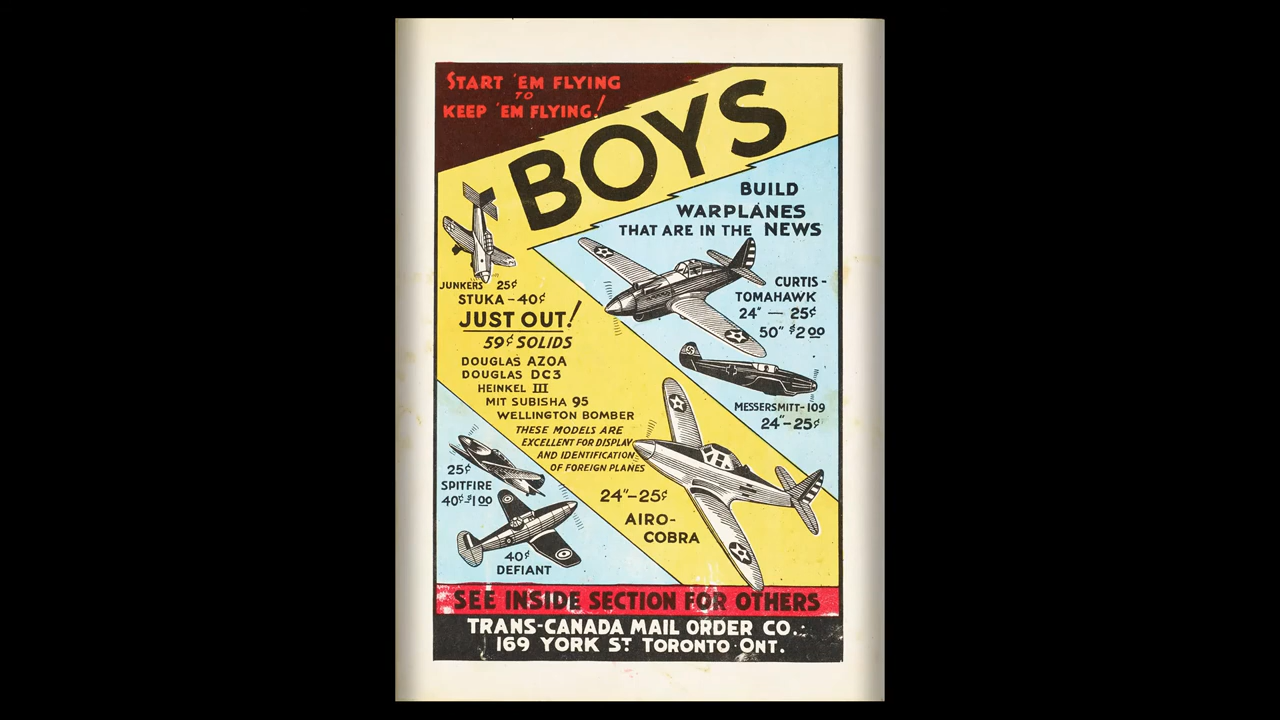 START 'EM FLYING
TO
KEEP 'EM FLYING!
BOYS
BUILD
WARPLANES
THAT ARE IN THE NEWS
JUNKERS 25¢
STUKA-40¢
JUST OUT!
59¢ SOLIDS
DOUGLAS AZOA
DOUGLAS DC3
HEINKEL III
MIT SUBISHA 95
WELLINGTON BOMBER
THESE MODELS ARE
EXCELLENT FOR DISPLAY
AND IDENTIFICATION
OF FOREIGN PLANES
CURTIS-
TOMAHAWK
24" — 25¢
50" $2.00
MESSERSMITT-109
24"-25¢
25¢
SPITFIRE
40¢-$1.00
40¢
DEFIANT
24"-25¢
AIRO-
COBRA
SEE INSIDE SECTION FOR OTHERS
TRANS-CANADA MAIL ORDER CO.
169 YORK ST TORONTO ONT.